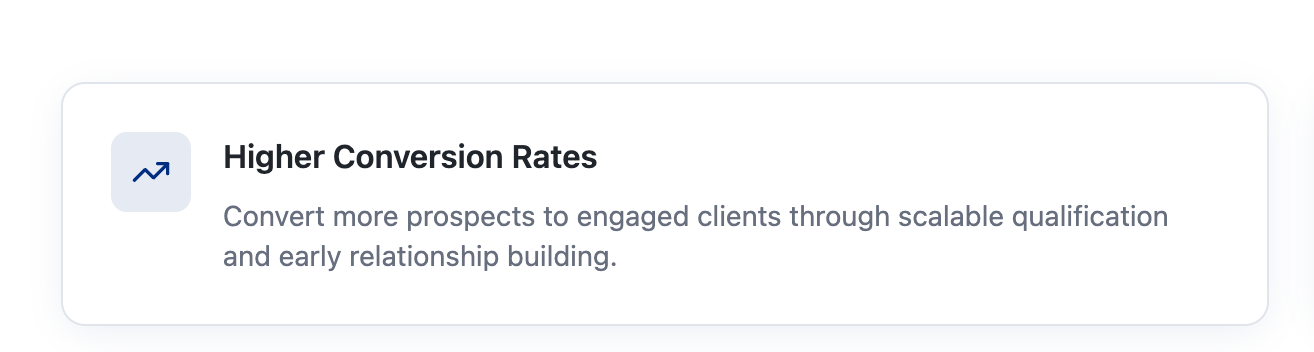 Higher Conversion Rates
Convert more prospects to engaged clients through scalable qualification
and early relationship building.